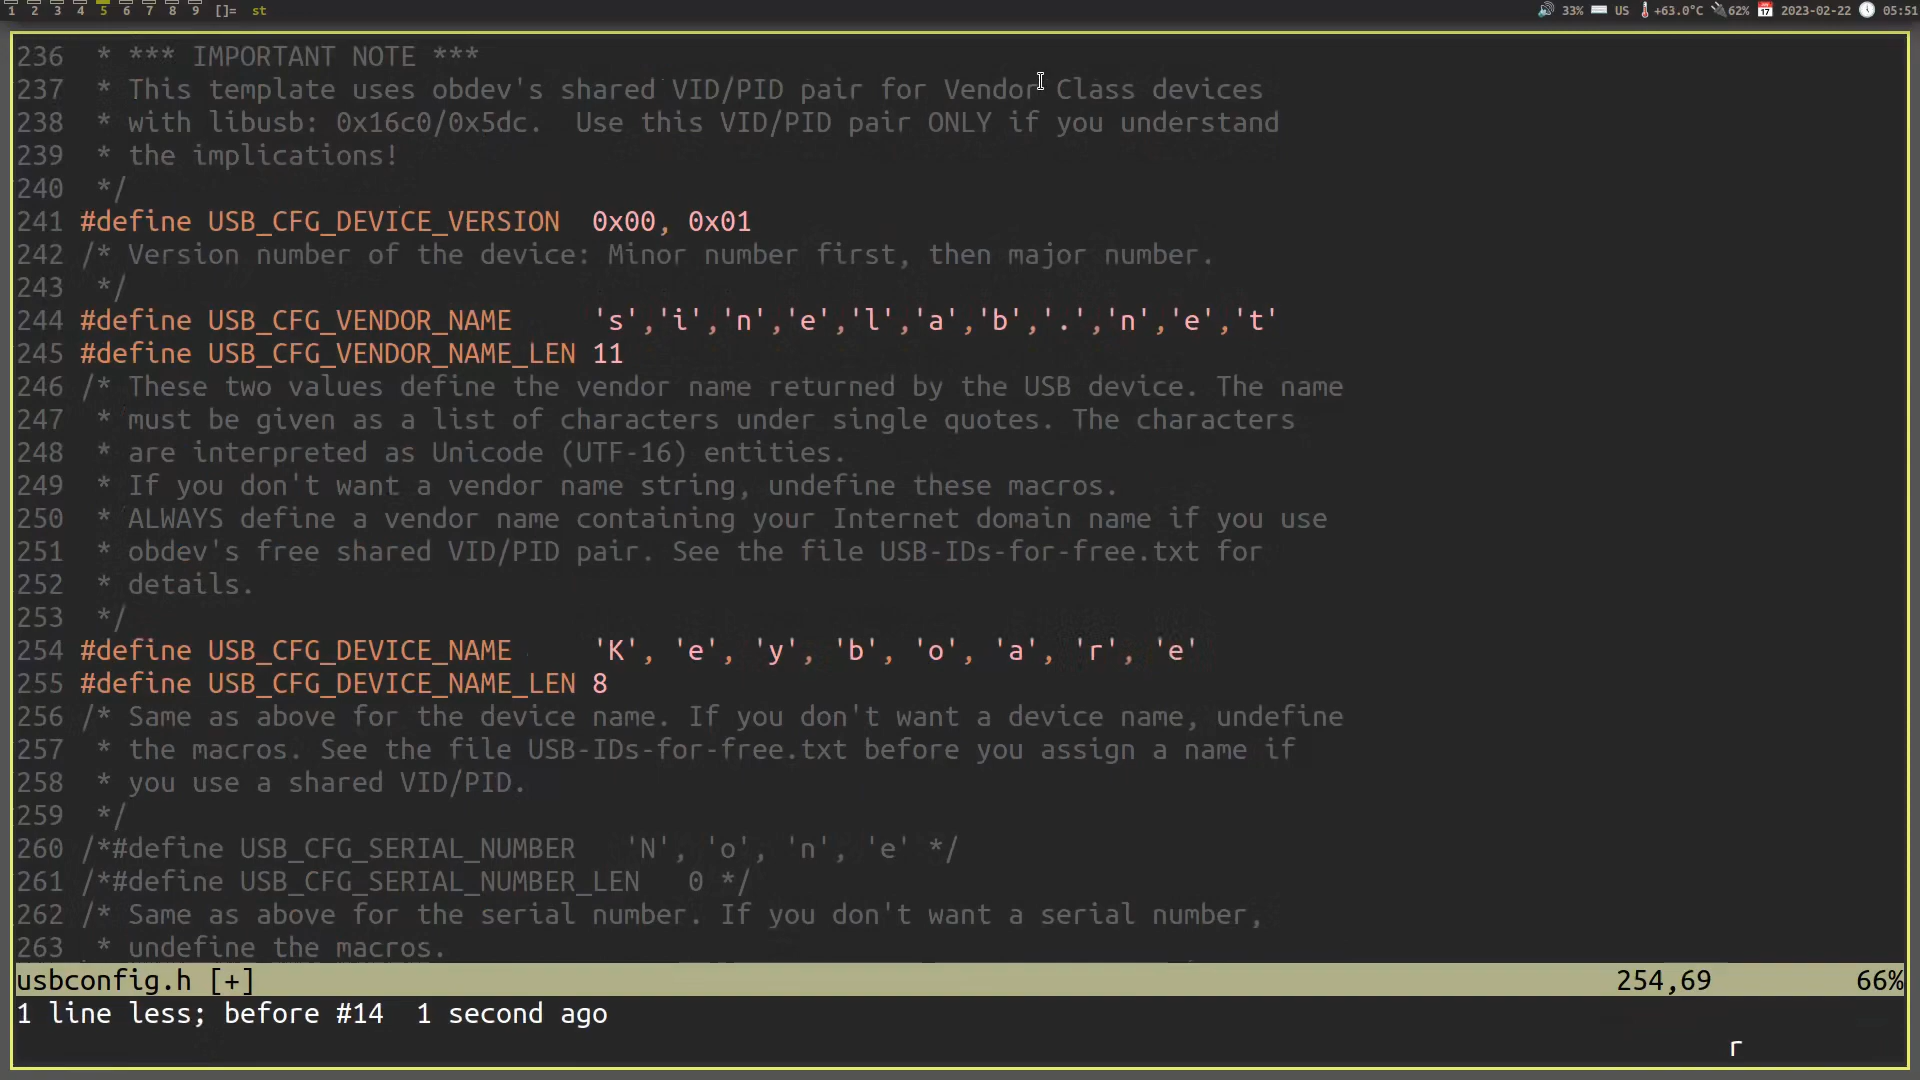 1 2 3 4 5 6 7 8 9 []= st 33% US +63.0°C 62% 2023-02-22 05:51
236  * *** IMPORTANT NOTE ***
237  * This template uses obdev's shared VID/PID pair for Vendor Class devices
238  * with libusb: 0x16c0/0x5dc.  Use this VID/PID pair ONLY if you understand
239  * the implications!
240  */
241 #define USB_CFG_DEVICE_VERSION  0x00, 0x01
242 /* Version number of the device: Minor number first, then major number.
243  */
244 #define USB_CFG_VENDOR_NAME     's','i','n','e','l','a','b','.','n','e','t'
245 #define USB_CFG_VENDOR_NAME_LEN 11
246 /* These two values define the vendor name returned by the USB device. The name
247  * must be given as a list of characters under single quotes. The characters
248  * are interpreted as Unicode (UTF-16) entities.
249  * If you don't want a vendor name string, undefine these macros.
250  * ALWAYS define a vendor name containing your Internet domain name if you use
251  * obdev's free shared VID/PID pair. See the file USB-IDs-for-free.txt for
252  * details.
253  */
254 #define USB_CFG_DEVICE_NAME     'K', 'e', 'y', 'b', 'o', 'a', 'r', 'e'
255 #define USB_CFG_DEVICE_NAME_LEN 8
256 /* Same as above for the device name. If you don't want a device name, undefine
257  * the macros. See the file USB-IDs-for-free.txt before you assign a name if
258  * you use a shared VID/PID.
259  */
260 /*#define USB_CFG_SERIAL_NUMBER   'N', 'o', 'n', 'e' */
261 /*#define USB_CFG_SERIAL_NUMBER_LEN   0 */
262 /* Same as above for the serial number. If you don't want a serial number,
263  * undefine the macros.
usbconfig.h [+] 254,69 66%
1 line less; before #14  1 second ago
r